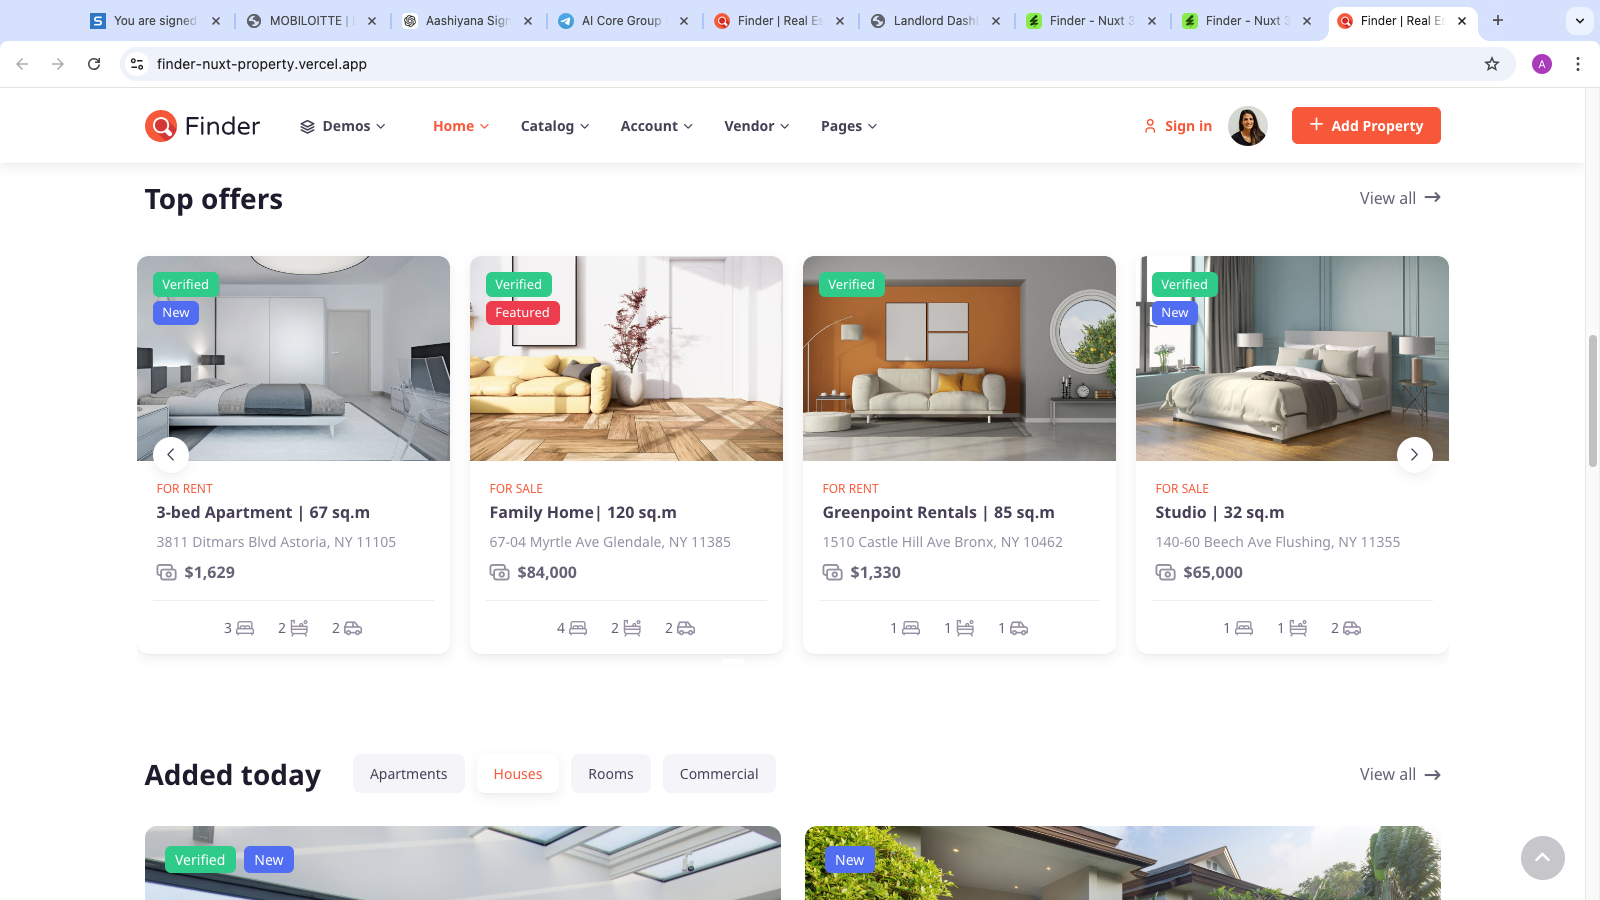 You are signed
MOBILOITTE |
Aashiyana Sign
AI Core Group
Finder | Real Es
Landlord Dash
Finder - Nuxt 3
Finder - Nuxt 3
Finder | Real Es
finder-nuxt-property.vercel.app
A
Finder
Demos
Home
Catalog
Account
Vendor
Pages
Sign in
Add Property
Top offers
View all
Verified
New
Verified
Featured
Verified
Verified
New
FOR RENT
3-bed Apartment | 67 sq.m
3811 Ditmars Blvd Astoria, NY 11105
$1,629
3 2 2
FOR SALE
Family Home| 120 sq.m
67-04 Myrtle Ave Glendale, NY 11385
$84,000
4 2 2
FOR RENT
Greenpoint Rentals | 85 sq.m
1510 Castle Hill Ave Bronx, NY 10462
$1,330
1 1 1
FOR SALE
Studio | 32 sq.m
140-60 Beech Ave Flushing, NY 11355
$65,000
1 1 2
Added today
Apartments
Houses
Rooms
Commercial
View all
Verified
New
New